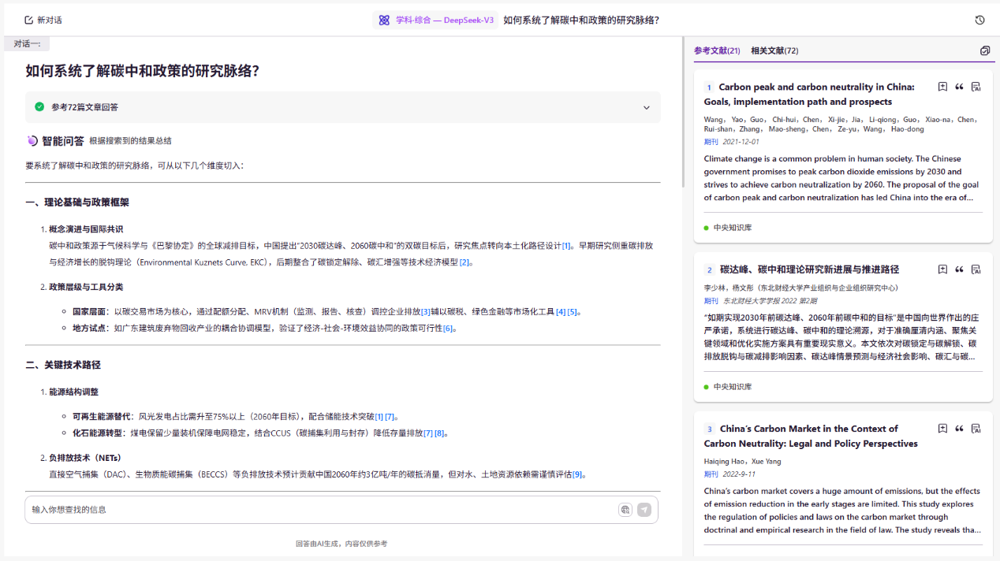 新对话
学科·综合 — DeepSeek-V3 如何系统了解碳中和政策的研究脉络？
对话一:
如何系统了解碳中和政策的研究脉络？
参考72篇文章回答
智能问答 根据搜索到的结果总结
要系统了解碳中和政策的研究脉络，可从以下几个维度切入：
一、理论基础与政策框架
1. 概念演进与国际共识
碳中和政策源于气候科学与《巴黎协定》的全球减排目标，中国提出“2030碳达峰、2060碳中和”的双碳目标后，研究焦点转向本土化路径设计[1]。早期研究侧重碳排放
与经济增长的脱钩理论（Environmental Kuznets Curve, EKC），后期整合了碳锁定解除、碳汇增强等技术经济模型[2]。
2. 政策层级与工具分类
国家层面：以碳交易市场为核心，通过配额分配、MRV机制（监测、报告、核查）调控企业排放[3]辅以碳税、绿色金融等市场化工具[4] [5]。
地方试点：如广东建筑废弃物回收产业的耦合协调模型，验证了经济-社会-环境效益协同的政策可行性[6]。
二、关键技术路径
1. 能源结构调整
可再生能源替代：风光发电占比需升至75%以上（2060年目标），配合储能技术突破[1] [7]。
化石能源转型：煤电保留少量装机保障电网稳定，结合CCUS（碳捕集利用与封存）降低存量排放[7] [8]。
2. 负排放技术（NETs）
直接空气捕集（DAC）、生物质能碳捕集（BECCS）等负排放技术预计贡献中国2060年约3亿吨/年的碳抵消量，但对水、土地资源依赖需谨慎评估[9]。
输入你想查找的信息
回答由AI生成，内容仅供参考
参考文献(21) 相关文献(72)
1 Carbon peak and carbon neutrality in China:
Goals, implementation path and prospects
Wang， Yao，Guo， Chi-hui，Chen， Xi-jie，Jia， Li-qiong，Guo， Xiao-na，Chen，
Rui-shan，Zhang， Mao-sheng，Chen， Ze-yu，Wang， Hao-dong
期刊 2021-12-01
Climate change is a common problem in human society. The Chinese
government promises to peak carbon dioxide emissions by 2030 and
strives to achieve carbon neutralization by 2060. The proposal of the goal
of carbon peak and carbon neutralization has led China into the era of...
中央知识库
2 碳达峰、碳中和理论研究新进展与推进路径
李少林，杨文彤（东北财经大学产业组织与企业组织研究中心）
期刊 东北财经大学学报 2022 第2期
“如期实现2030年前碳达峰、2060年前碳中和的目标”是中国向世界作出的庄
严承诺，系统进行碳达峰、碳中和的理论溯源，对于准确厘清内涵、聚焦关
键领域和优化实施方案具有重要现实意义。本文依次对碳锁定与碳解锁、碳
排放脱钩与碳减排影响因素、碳达峰情景预测与经济社会影响、碳汇与碳...
中央知识库
3 China’s Carbon Market in the Context of
Carbon Neutrality: Legal and Policy Perspectives
Haiqing Hao，Xue Yang
期刊 2022-9-11
China’s carbon market covers a huge amount of emissions, but the effects
of emission reduction in the early stages are limited. This study explores
the regulation of policies and laws on the carbon market through
doctrinal and empirical research in the field of law. The study reveals tha...